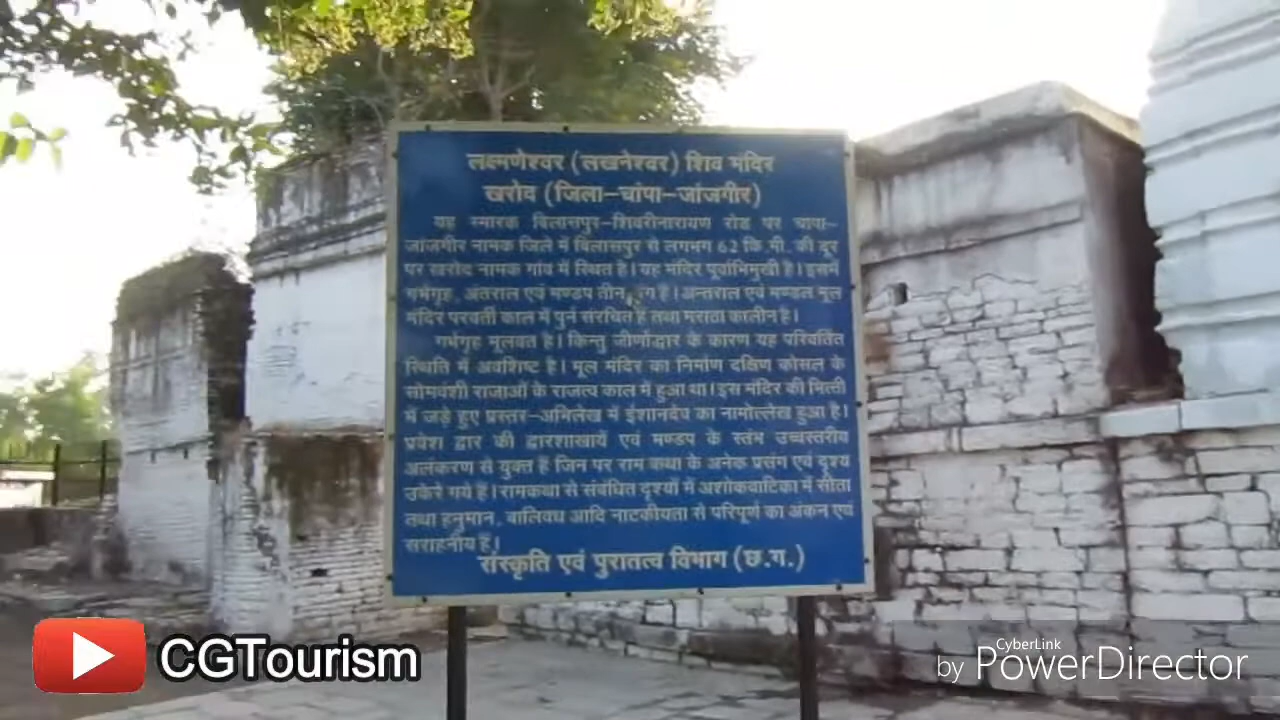 लक्ष्मणेश्वर (लखनेश्वर) शिव मंदिर
खरोद (जिला–चांपा–जांजगीर)
यह स्मारक बिलासपुर–शिवरीनारायण रोड पर चांपा–
जांजगीर नामक जिले में बिलासपुर से लगभग 62 कि.मी. की दूर
पर खरोद नामक गांव में स्थित है। यह मंदिर पूर्वाभिमुखी है। इसमें
गर्भगृह, अंतराल एवं मण्डप तीन अंग है। अन्तराल एवं मण्डल मूल
मंदिर परवर्ती काल में पुर्न संरचित है तथा मराठा कालीन है।
गर्भगृह मूलवत है। किन्तु जीर्णोद्धार के कारण यह परिवर्तित
स्थिति में अवशिष्ट है। मूल मंदिर का निर्माण दक्षिण कोसल के
सोमवंशी राजाओं के राजत्व काल में हुआ था। इस मंदिर की भित्ती
में जड़े हुए प्रस्तर–अभिलेख में ईशानदेव का नामोल्लेख हुआ है।
प्रवेश द्वार की द्वारशाखायें एवं मण्डप के स्तंभ उच्चस्तरीय
अलंकरण से युक्त है जिन पर राम कथा के अनेक प्रसंग एवं दृश्य
उकेरे गये हैं। रामकथा से संबंधित दृश्यों में अशोकवाटिका में सीता
तथा हनुमान, बालिवध आदि नाटकीयता से परिपूर्ण का अंकन एवं
सराहनीय है।
संस्कृति एवं पुरातत्व विभाग (छ.ग.)
CGTourism
CyberLink
by PowerDirector